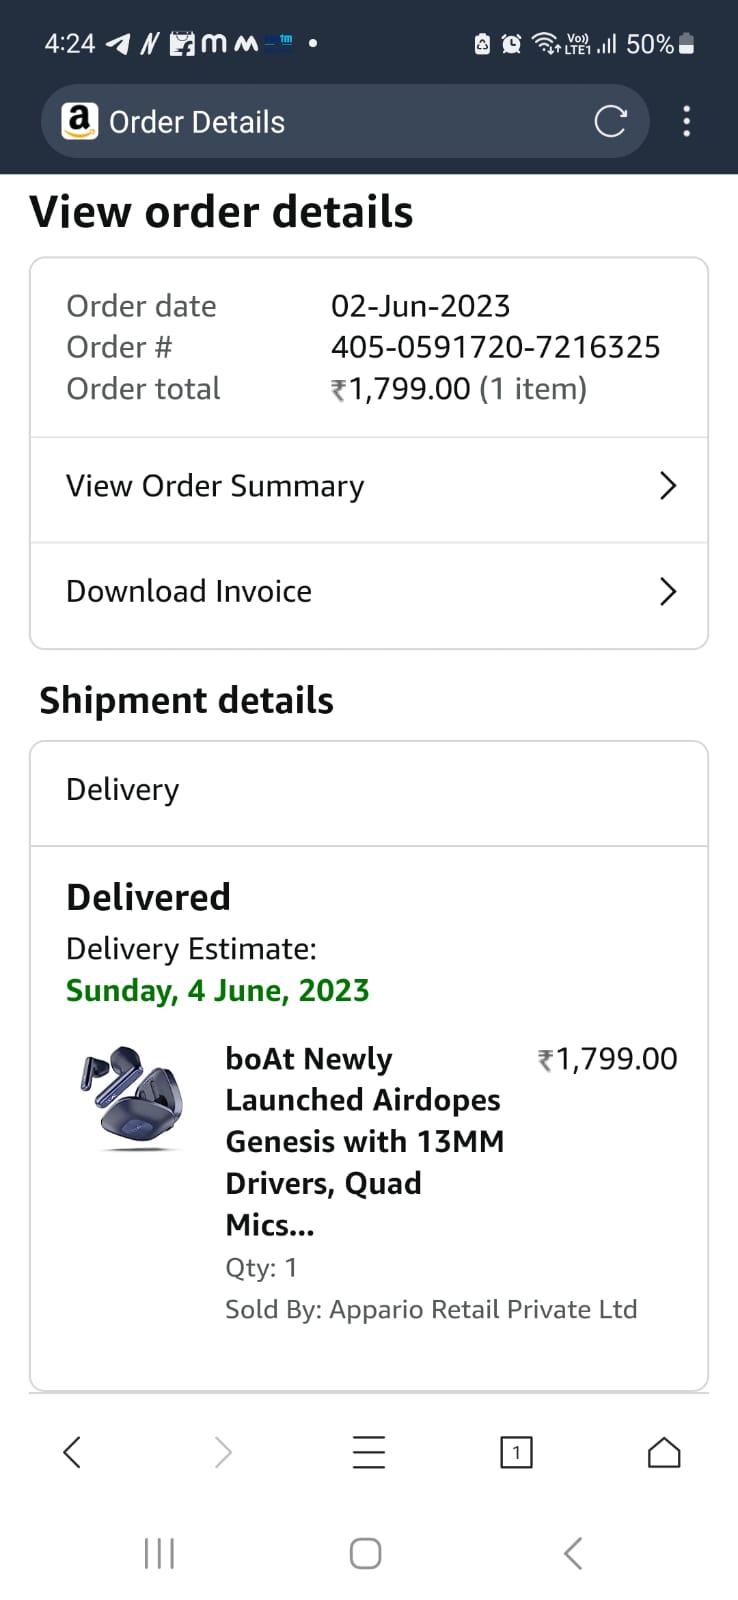 4:24
Vo))
LTE1
50%
a Order Details
View order details
Order date 02-Jun-2023
Order # 405-0591720-7216325
Order total ₹1,799.00 (1 item)
View Order Summary
Download Invoice
Shipment details
Delivery
Delivered
Delivery Estimate:
Sunday, 4 June, 2023
boAt Newly ₹1,799.00
Launched Airdopes
Genesis with 13MM
Drivers, Quad
Mics...
Qty: 1
Sold By: Appario Retail Private Ltd
1